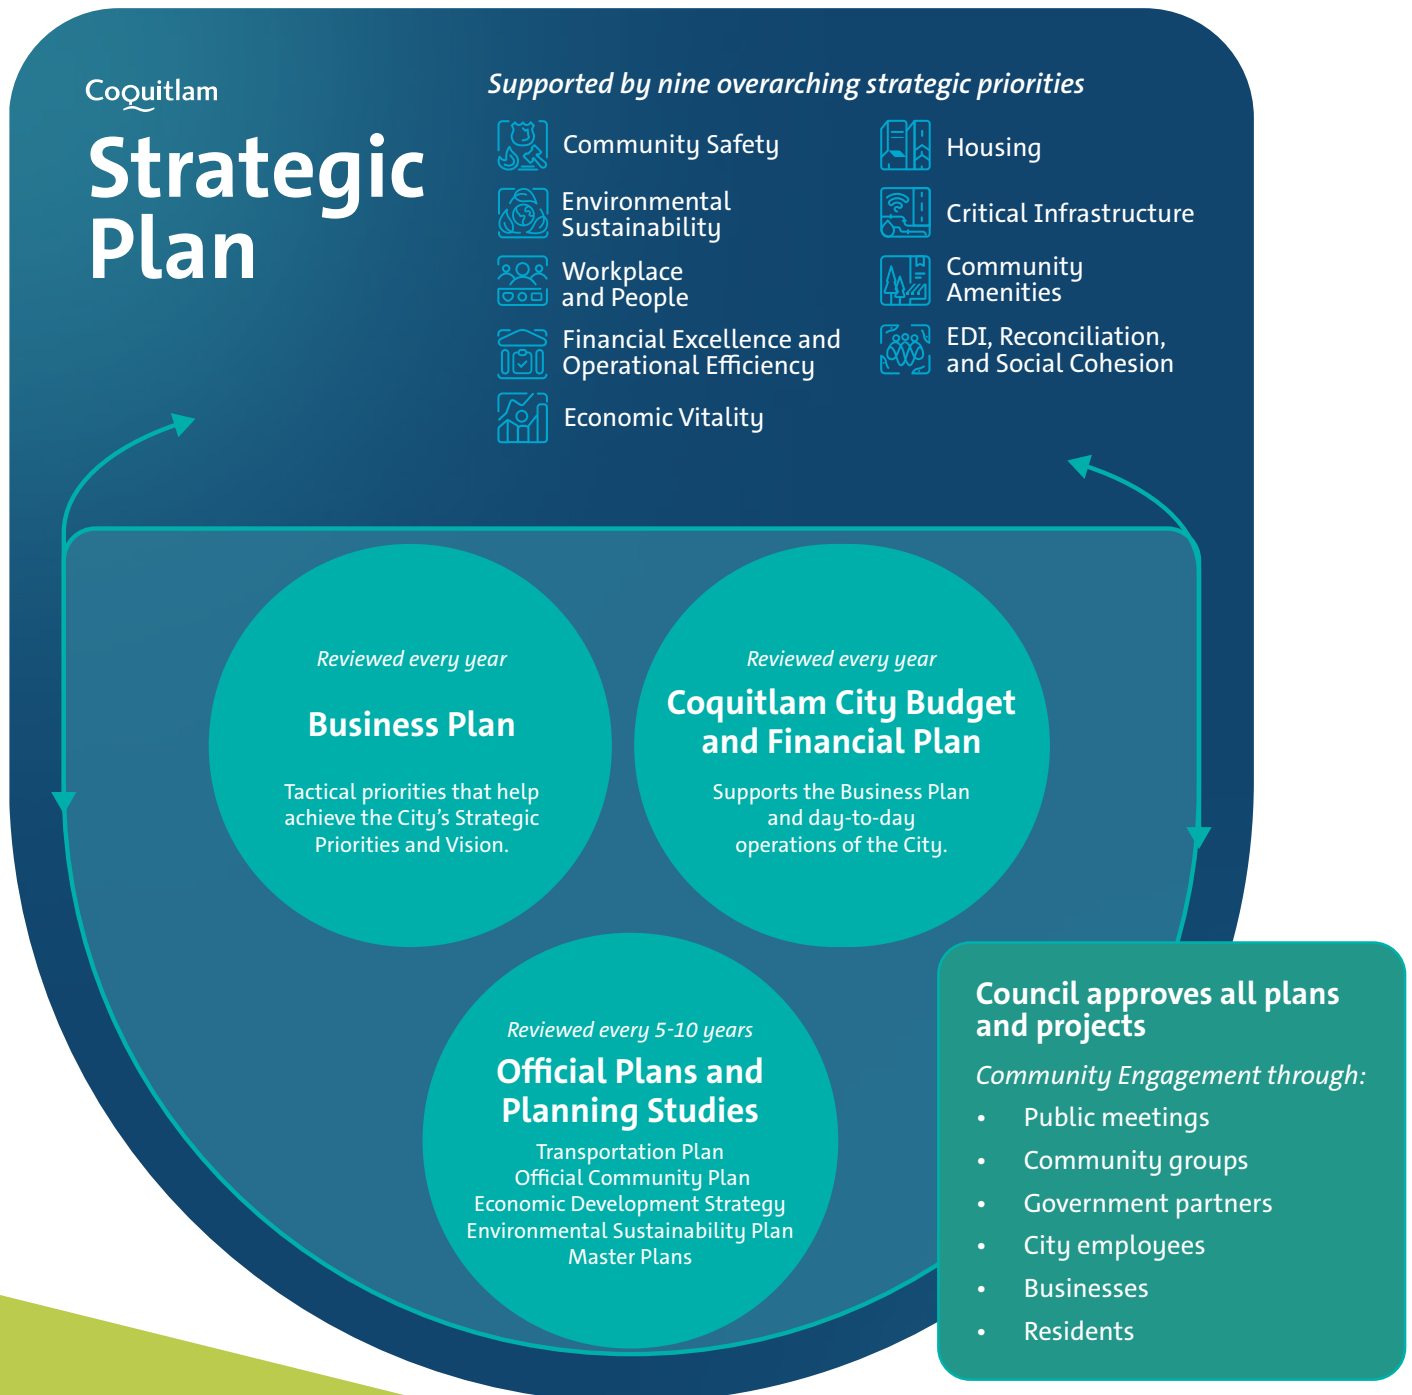 Coquitlam
Strategic
Plan
Supported by nine overarching strategic priorities
Community Safety
Environmental
Sustainability
Workplace
and People
Financial Excellence and
Operational Efficiency
Economic Vitality
Housing
Critical Infrastructure
Community
Amenities
EDI, Reconciliation,
and Social Cohesion
Reviewed every year
Business Plan
Tactical priorities that help
achieve the City’s Strategic
Priorities and Vision.
Reviewed every year
Coquitlam City Budget
and Financial Plan
Supports the Business Plan
and day-to-day
operations of the City.
Reviewed every 5-10 years
Official Plans and
Planning Studies
Transportation Plan
Official Community Plan
Economic Development Strategy
Environmental Sustainability Plan
Master Plans
Council approves all plans
and projects
Community Engagement through:
• Public meetings
• Community groups
• Government partners
• City employees
• Businesses
• Residents